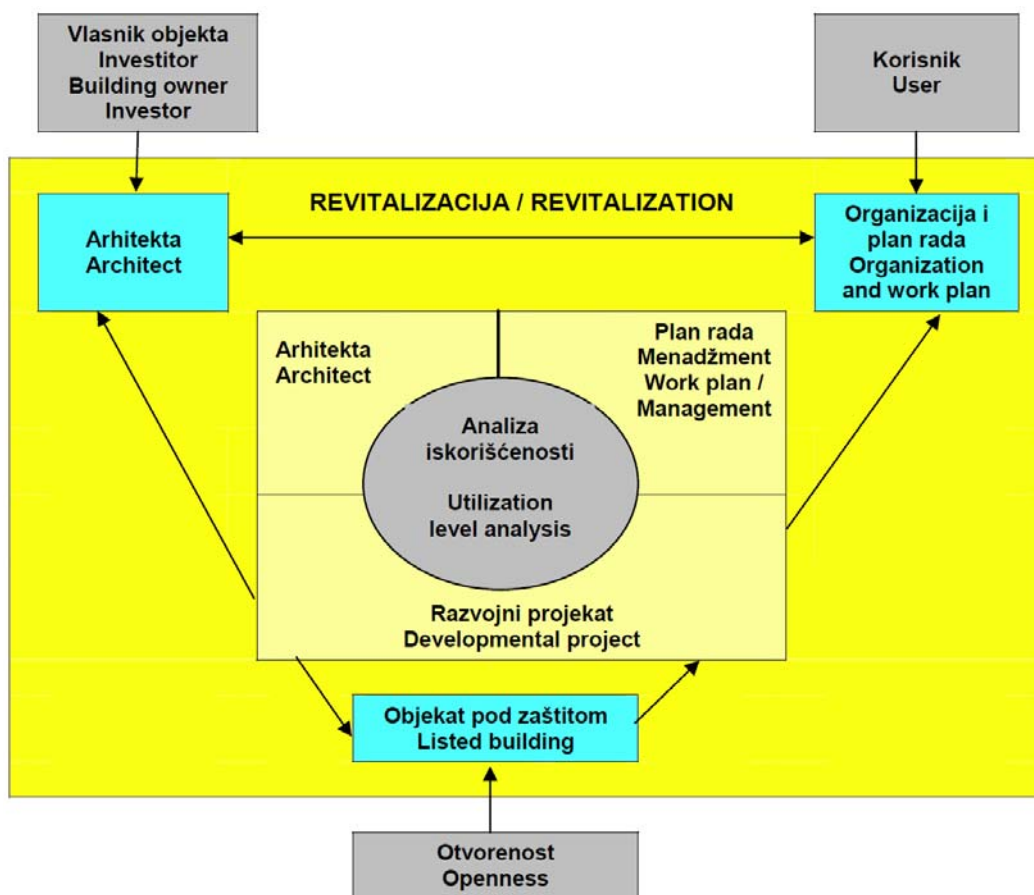 Vlasnik objekta
Investitor
Building owner
Investor
Korisnik
User
REVITALIZACIJA / REVITALIZATION
Arhitekta
Architect
Organizacija i
plan rada
Organization
and work plan
Arhitekta
Architect
Plan rada
Menadžment
Work plan /
Management
Analiza
iskorišćenosti
Utilization
level analysis
Razvojni projekat
Developmental project
Objekat pod zaštitom
Listed building
Otvorenost
Openness